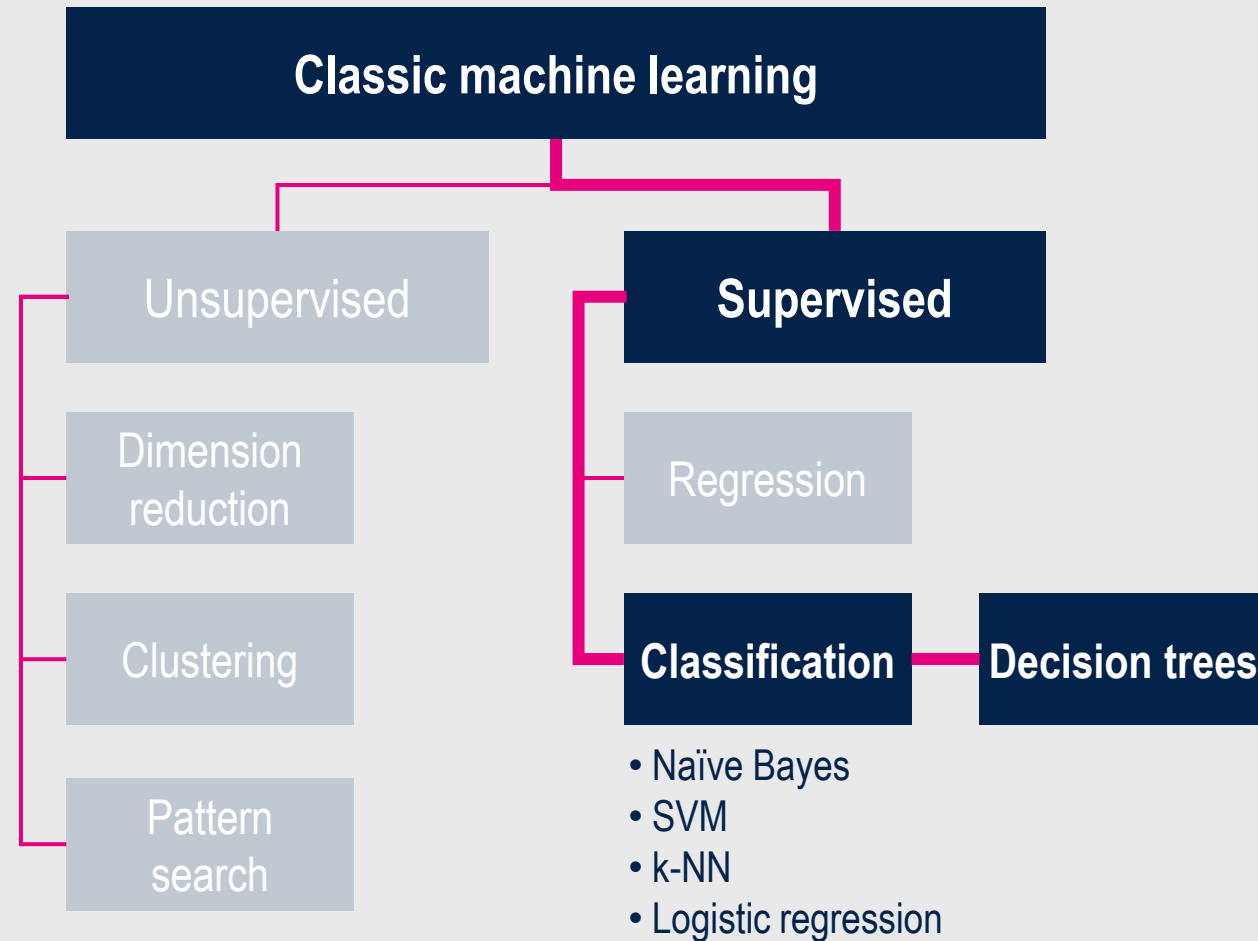 Classic machine learning
Unsupervised
Supervised
Dimension
reduction
Regression
Clustering
Classification
Decision trees
• Naïve Bayes
• SVM
• k-NN
• Logistic regression
Pattern
search